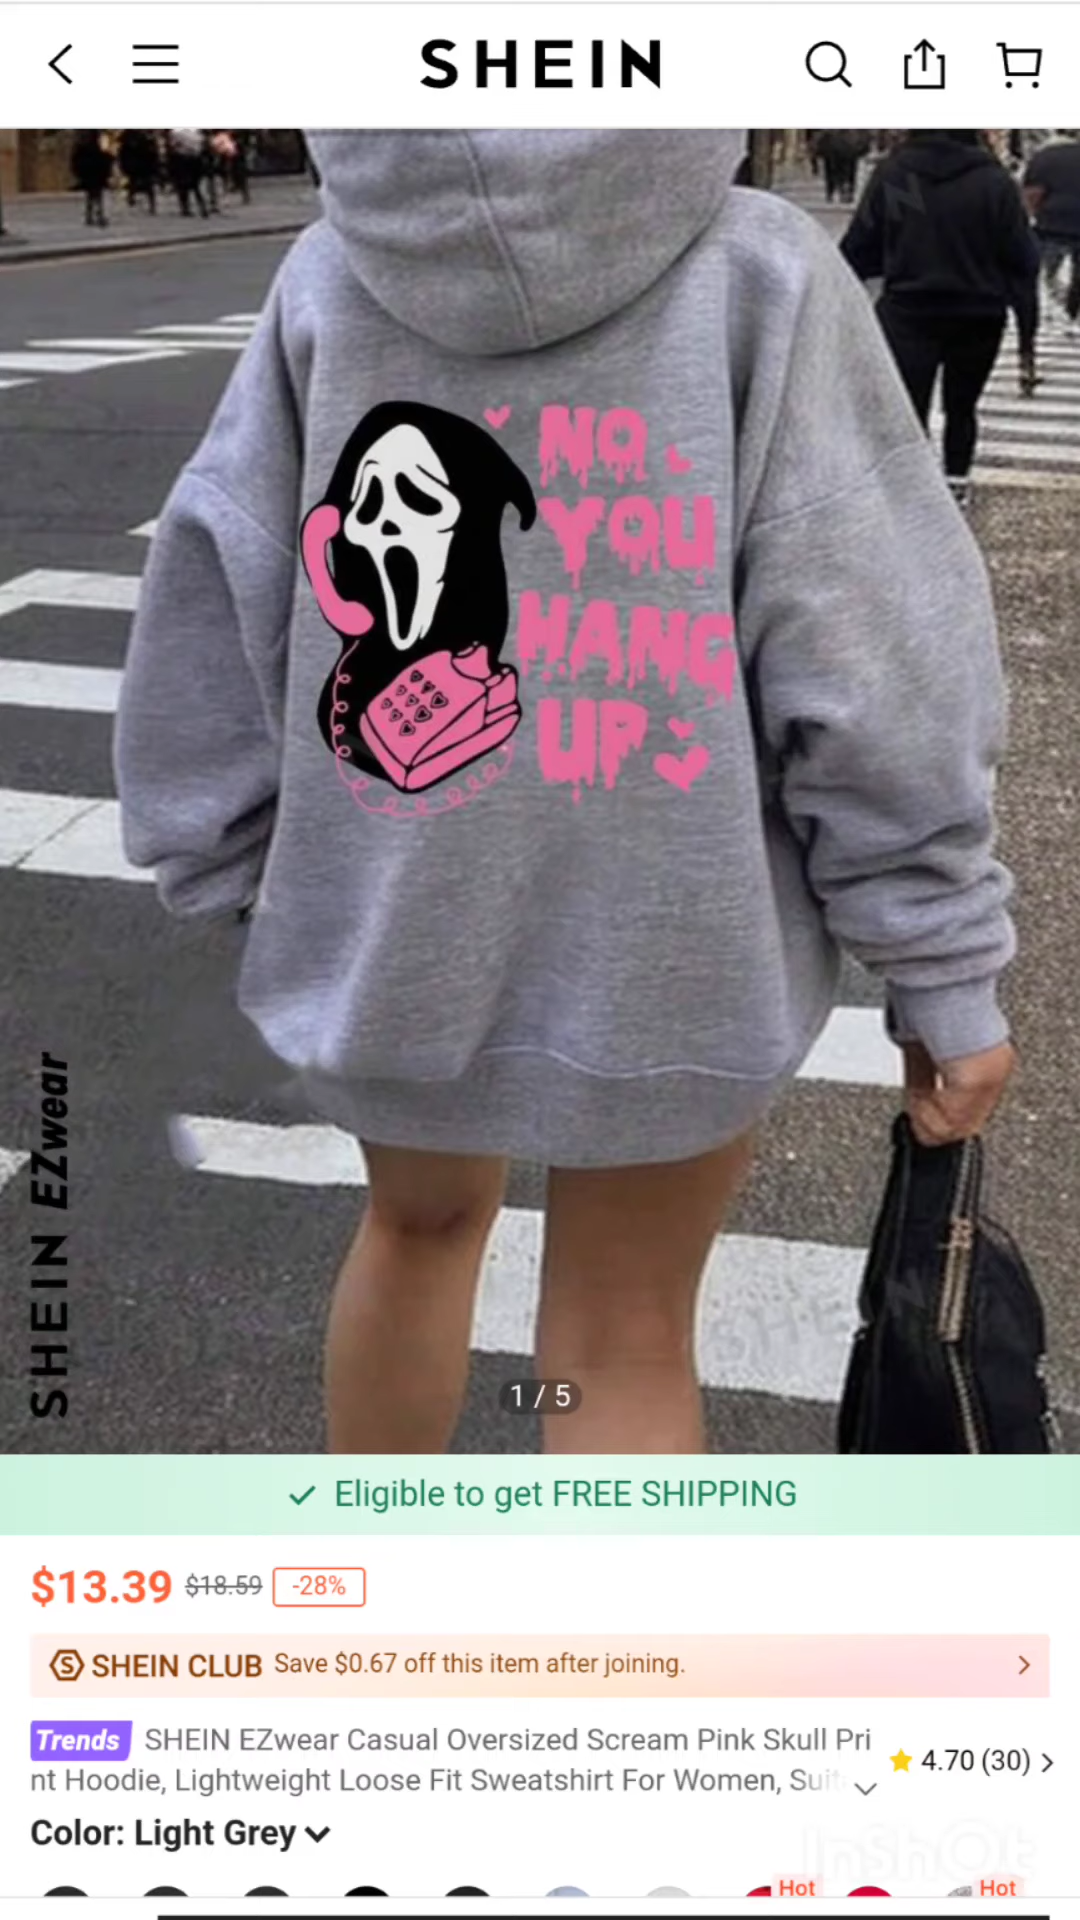 SHEIN
NO
YOU
HANG
UP
SHEIN EZwear
1 / 5
Eligible to get FREE SHIPPING
$13.39 $18.59 -28%
S SHEIN CLUB Save $0.67 off this item after joining.
Trends SHEIN EZwear Casual Oversized Scream Pink Skull Pri
nt Hoodie, Lightweight Loose Fit Sweatshirt For Women, Suit
4.70 (30)
Color: Light Grey
InShOt
Hot
Hot